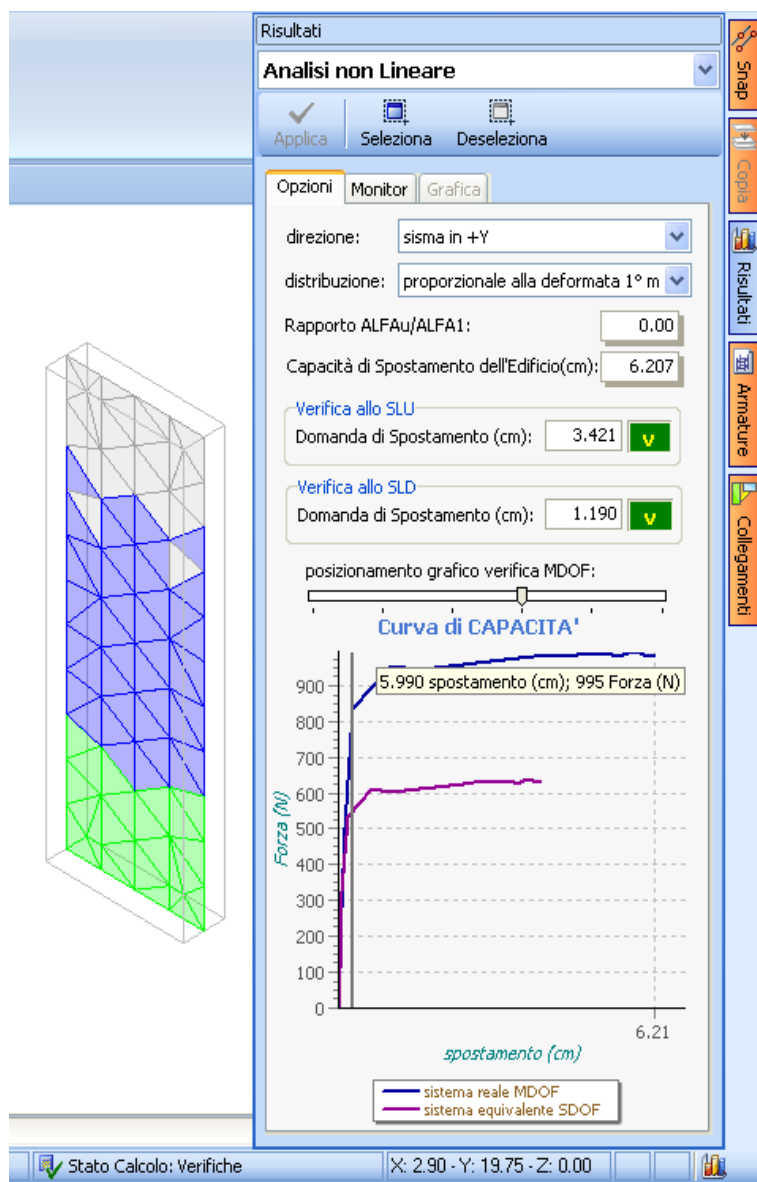 Risultati
Analisi non Lineare
Applica
Seleziona
Deseleziona
Opzioni
Monitor
Grafica
direzione: sisma in +Y
distribuzione: proporzionale alla deformata 1° m
Rapporto ALFAu/ALFA1: 0.00
Capacità di Spostamento dell'Edificio(cm): 6.207
Verifica allo SLU
Domanda di Spostamento (cm): 3.421 V
Verifica allo SLD
Domanda di Spostamento (cm): 1.190 V
posizionamento grafico verifica MDOF:
Curva di CAPACITA'
5.990 spostamento (cm); 995 Forza (N)
900
800
700
600
500
400
300
200
100
0
Forza (N)
6.21
spostamento (cm)
sistema reale MDOF
sistema equivalente SDOF
Snap
Copia
Risultati
Armature
Collegamenti
Stato Calcolo: Verifiche
X: 2.90 - Y: 19.75 - Z: 0.00